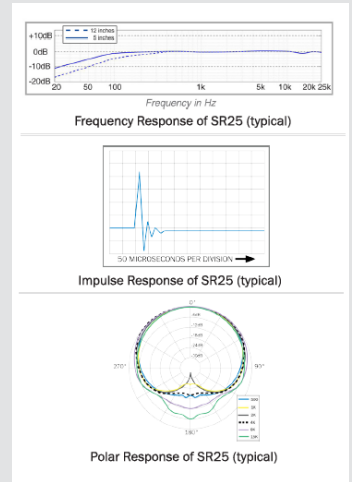 +10dB
12 inches
6 inches
0dB
-10dB
-20dB
20 50 100 1k 5k 10k 20k 25k
Frequency in Hz
Frequency Response of SR25 (typical)
50 MICROSECONDS PER DIVISION
Impulse Response of SR25 (typical)
0°
270°
90°
180°
Polar Response of SR25 (typical)